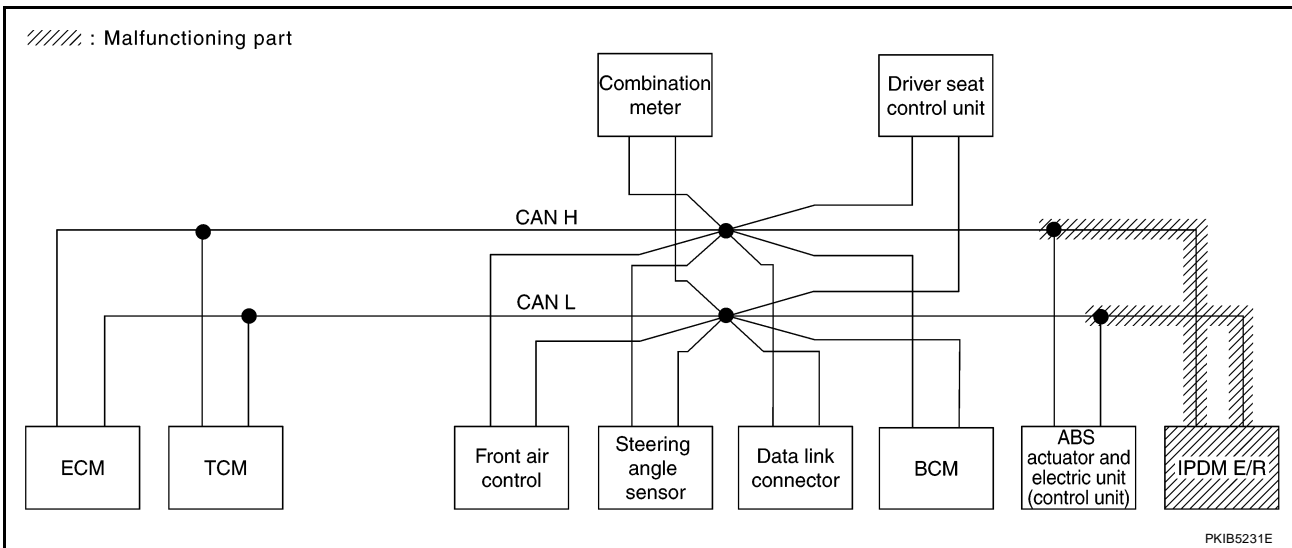 : Malfunctioning part
Combination
meter
Driver seat
control unit
CAN H
CAN L
ECM
TCM
Front air
control
Steering
angle
sensor
Data link
connector
BCM
ABS
actuator and
electric unit
(control unit)
IPDM E/R
PKIB5231E